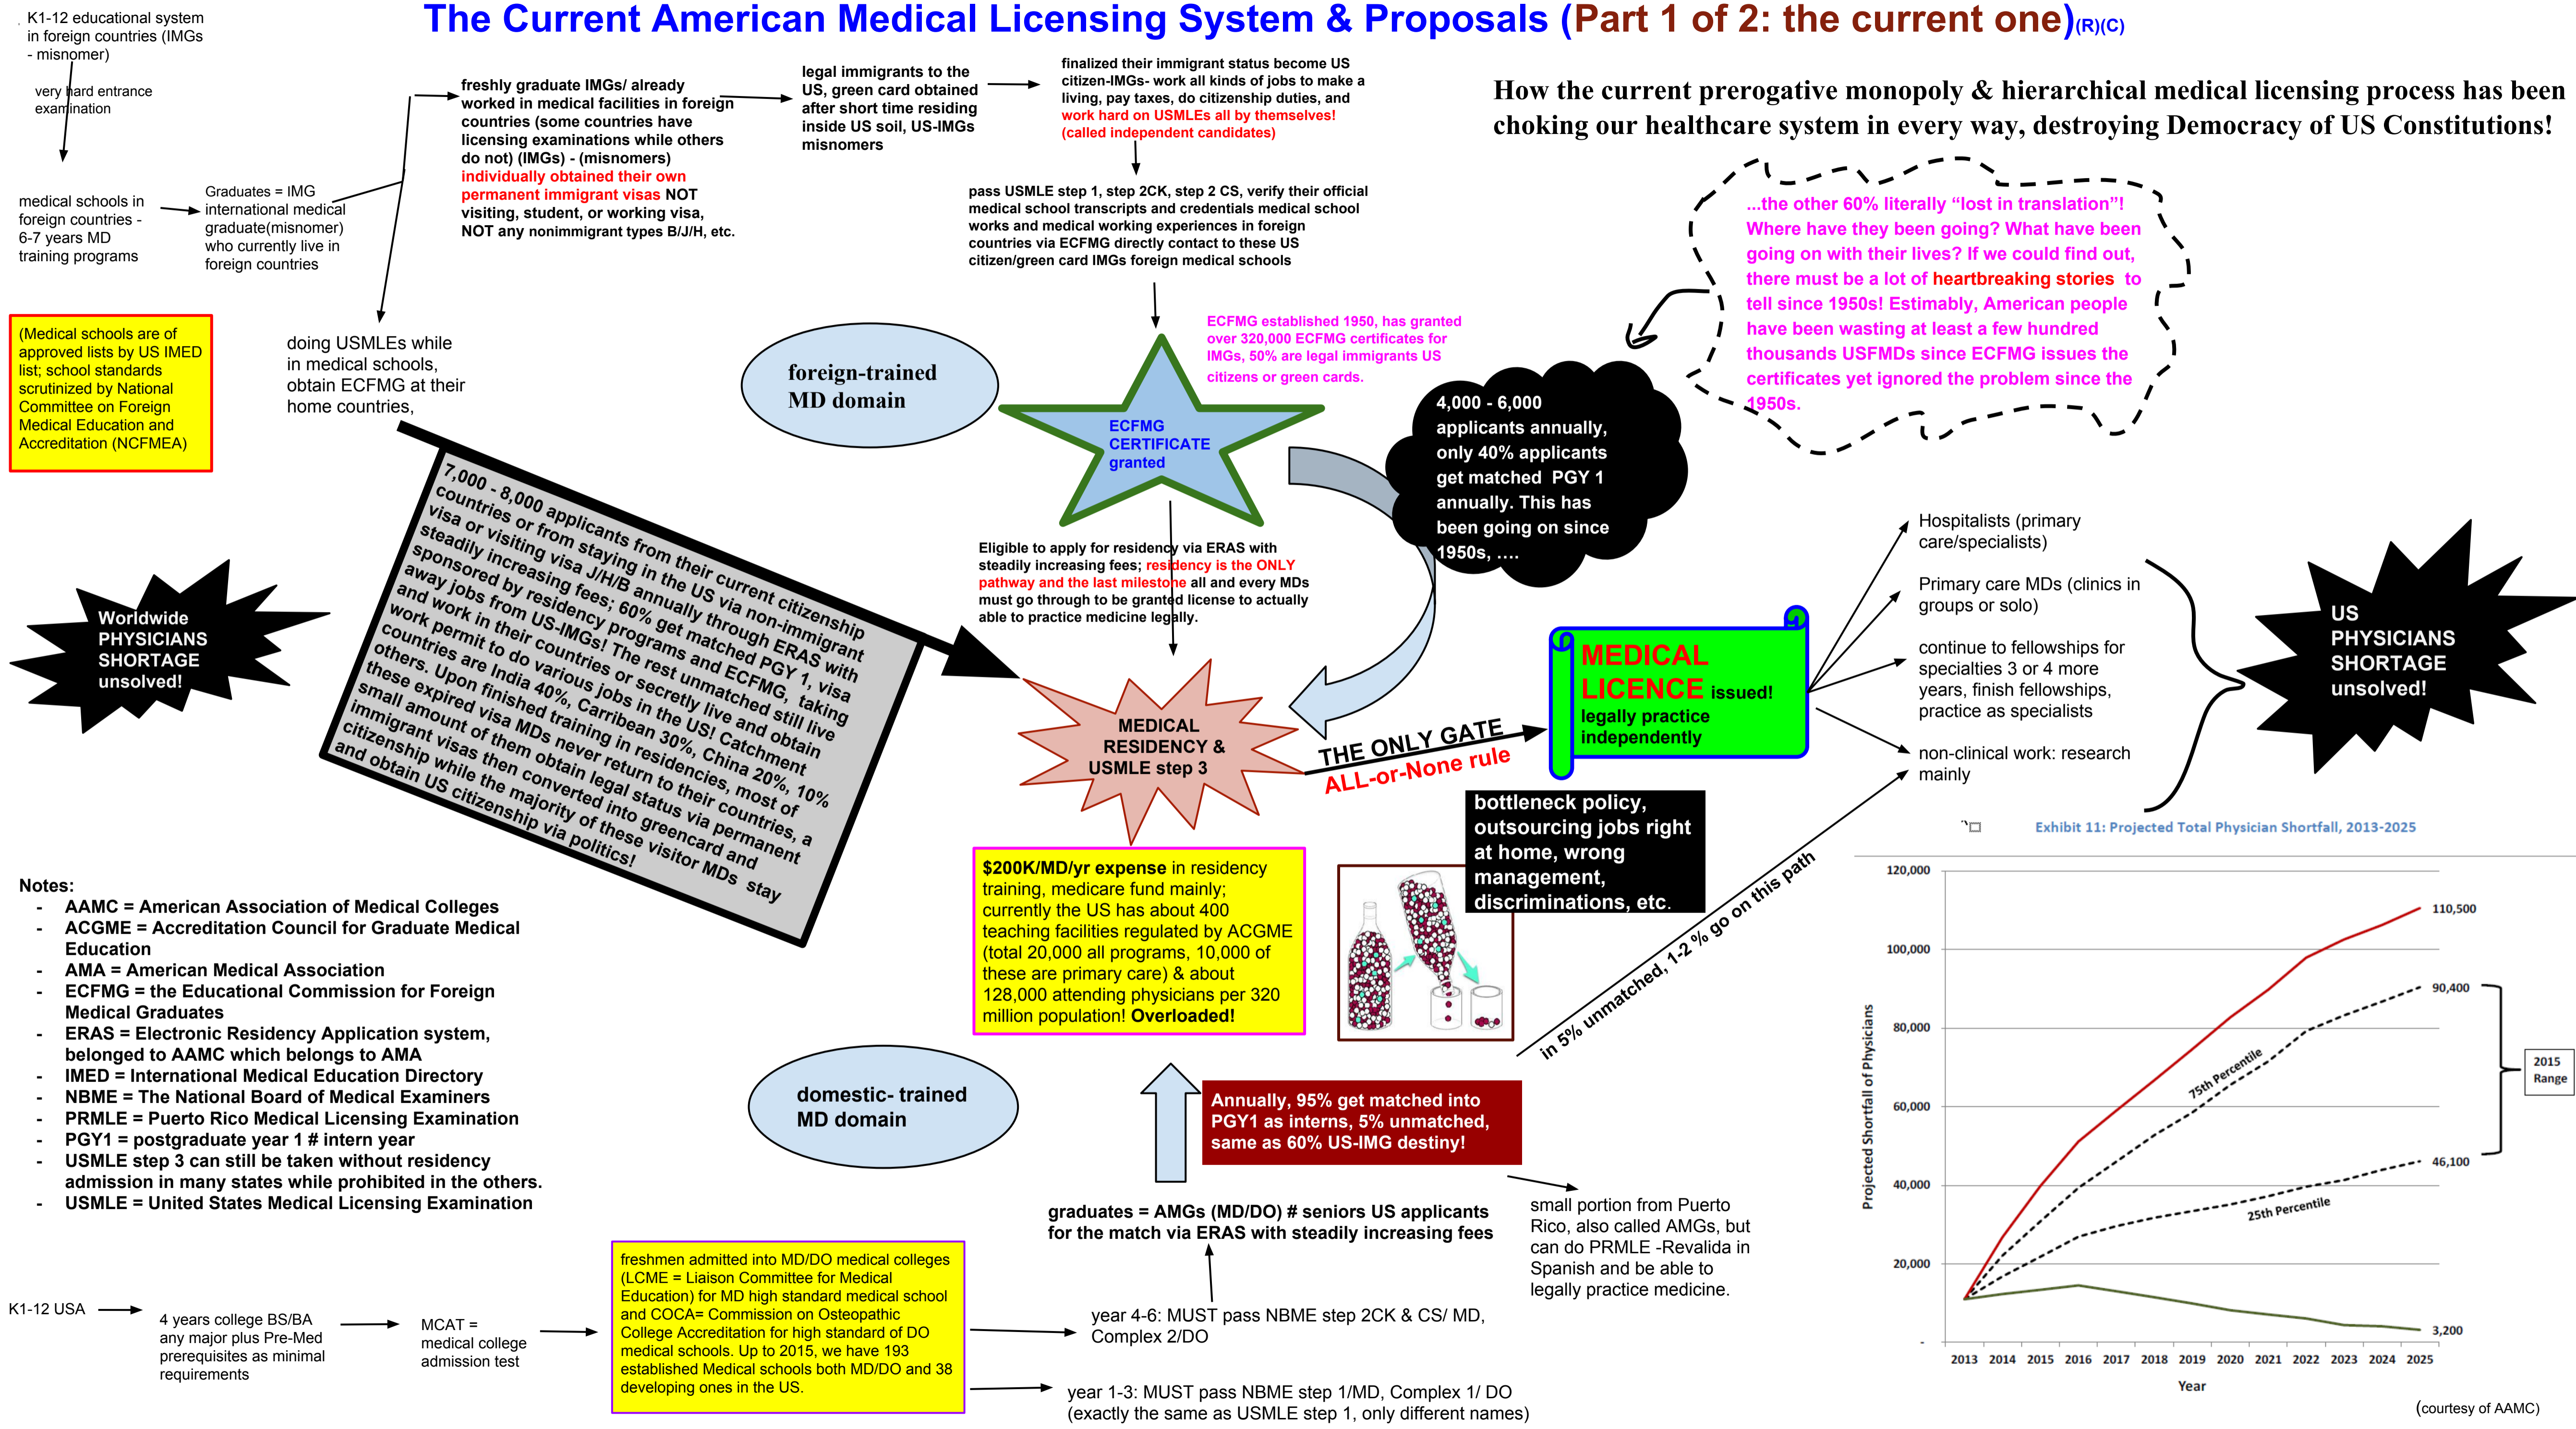 The Current American Medical Licensing System & Proposals (Part 1 of 2: the current one)(R)(C)
K1-12 educational system
in foreign countries (IMGs
- misnomer)
very hard entrance
examination
medical schools in
foreign countries -
6-7 years MD
training programs
Graduates = IMG
international medical
graduate(misnomer)
who currently live in
foreign countries
freshly graduate IMGs/ already
worked in medical facilities in foreign
countries (some countries have
licensing examinations while others
do not) (IMGs) - (misnomers)
individually obtained their own
permanent immigrant visas NOT
visiting, student, or working visa,
NOT any nonimmigrant types B/J/H, etc.
legal immigrants to the
US, green card obtained
after short time residing
inside US soil, US-IMGs
misnomers
finalized their immigrant status become US
citizen-IMGs- work all kinds of jobs to make a
living, pay taxes, do citizenship duties, and
work hard on USMLEs all by themselves!
(called independent candidates)
How the current prerogative monopoly & hierarchical medical licensing process has been
choking our healthcare system in every way, destroying Democracy of US Constitutions!
pass USMLE step 1, step 2CK, step 2 CS, verify their official
medical school transcripts and credentials medical school
works and medical working experiences in foreign
countries via ECFMG directly contact to these US
citizen/green card IMGs foreign medical schools
...the other 60% literally “lost in translation”!
Where have they been going? What have been
going on with their lives? If we could find out,
there must be a lot of heartbreaking stories to
tell since 1950s! Estimably, American people
have been wasting at least a few hundred
thousands USFMDs since ECFMG issues the
certificates yet ignored the problem since the
1950s.
(Medical schools are of
approved lists by US IMED
list; school standards
scrutinized by National
Committee on Foreign
Medical Education and
Accreditation (NCFMEA)
doing USMLEs while
in medical schools,
obtain ECFMG at their
home countries,
foreign-trained
MD domain
ECFMG established 1950, has granted
over 320,000 ECFMG certificates for
IMGs, 50% are legal immigrants US
citizens or green cards.
ECFMG
CERTIFICATE
granted
4,000 - 6,000
applicants annually,
only 40% applicants
get matched PGY 1
annually. This has
been going on since
1950s, ....
7,000 - 8,000 applicants from their current citizenship
countries or from staying in the US via non-immigrant
visa or visiting visa J/H/B annually through ERAS with
steadily increasing fees; 60% get matched PGY 1, visa
sponsored by residency programs and ECFMG, taking
away jobs from US-IMGs! The rest unmatched still live
and work in their countries or secretly live and obtain
work permit to do various jobs in the US! Catchment
countries are India 40%, Carribean 30%, China 20%, 10%
others. Upon finished training in residencies, most of
these expired visa MDs never return to their countries, a
small amount of them obtain legal status via permanent
immigrant visas then converted into greencard and
citizenship while the majority of these visitor MDs stay
and obtain US citizenship via politics!
Eligible to apply for residency via ERAS with
steadily increasing fees; residency is the ONLY
pathway and the last milestone all and every MDs
must go through to be granted license to actually
able to practice medicine legally.
Worldwide
PHYSICIANS
SHORTAGE
unsolved!
MEDICAL
RESIDENCY &
USMLE step 3
THE ONLY GATE
ALL-or-None rule
MEDICAL
LICENCE issued!
legally practice
independently
Hospitalists (primary
care/specialists)
Primary care MDs (clinics in
groups or solo)
continue to fellowships for
specialties 3 or 4 more
years, finish fellowships,
practice as specialists
non-clinical work: research
mainly
US
PHYSICIANS
SHORTAGE
unsolved!
bottleneck policy,
outsourcing jobs right
at home, wrong
management,
discriminations, etc.
$200K/MD/yr expense in residency
training, medicare fund mainly;
currently the US has about 400
teaching facilities regulated by ACGME
(total 20,000 all programs, 10,000 of
these are primary care) & about
128,000 attending physicians per 320
million population! Overloaded!
in 5% unmatched, 1-2 % go on this path
Notes:
- AAMC = American Association of Medical Colleges
- ACGME = Accreditation Council for Graduate Medical
Education
- AMA = American Medical Association
- ECFMG = the Educational Commission for Foreign
Medical Graduates
- ERAS = Electronic Residency Application system,
belonged to AAMC which belongs to AMA
- IMED = International Medical Education Directory
- NBME = The National Board of Medical Examiners
- PRMLE = Puerto Rico Medical Licensing Examination
- PGY1 = postgraduate year 1 # intern year
- USMLE step 3 can still be taken without residency
admission in many states while prohibited in the others.
- USMLE = United States Medical Licensing Examination
domestic- trained
MD domain
Annually, 95% get matched into
PGY1 as interns, 5% unmatched,
same as 60% US-IMG destiny!
graduates = AMGs (MD/DO) # seniors US applicants
for the match via ERAS with steadily increasing fees
small portion from Puerto
Rico, also called AMGs, but
can do PRMLE -Revalida in
Spanish and be able to
legally practice medicine.
K1-12 USA
4 years college BS/BA
any major plus Pre-Med
prerequisites as minimal
requirements
MCAT =
medical college
admission test
freshmen admitted into MD/DO medical colleges
(LCME = Liaison Committee for Medical
Education) for MD high standard medical school
and COCA= Commission on Osteopathic
College Accreditation for high standard of DO
medical schools. Up to 2015, we have 193
established Medical schools both MD/DO and 38
developing ones in the US.
year 4-6: MUST pass NBME step 2CK & CS/ MD,
Complex 2/DO
year 1-3: MUST pass NBME step 1/MD, Complex 1/ DO
(exactly the same as USMLE step 1, only different names)
Exhibit 11: Projected Total Physician Shortfall, 2013-2025
Projected Shortfall of Physicians
120,000
100,000
80,000
60,000
40,000
20,000
-
110,500
90,400
46,100
3,200
75th Percentile
25th Percentile
2015
Range
2013 2014 2015 2016 2017 2018 2019 2020 2021 2022 2023 2024 2025
Year
(courtesy of AAMC)